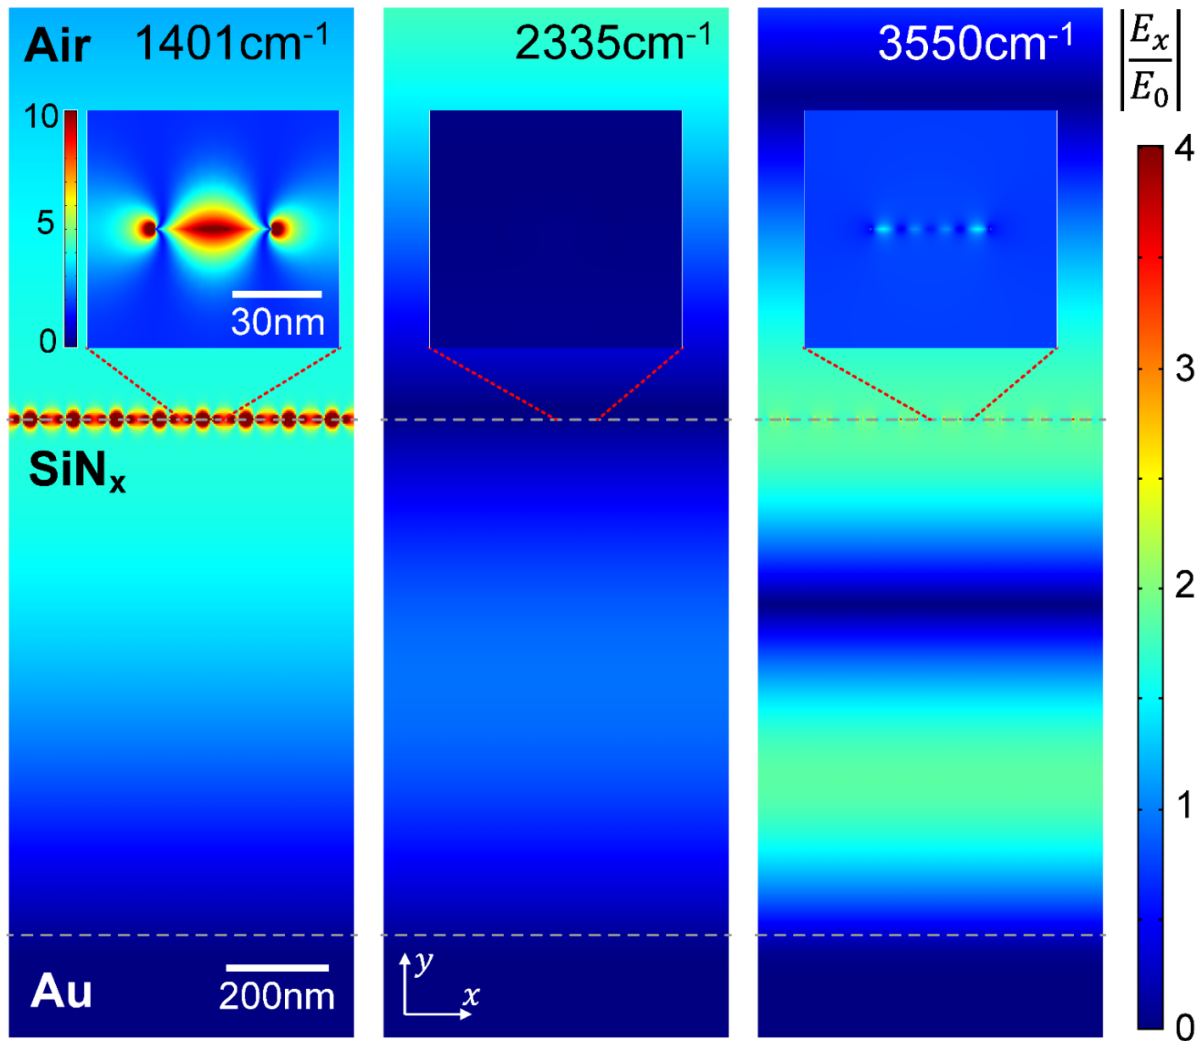 Air 1401cm⁻¹
2335cm⁻¹
3550cm⁻¹
|Eₓ/E₀|
10
5
0
30nm
4
3
2
1
0
SiNₓ
Au
200nm
y
x